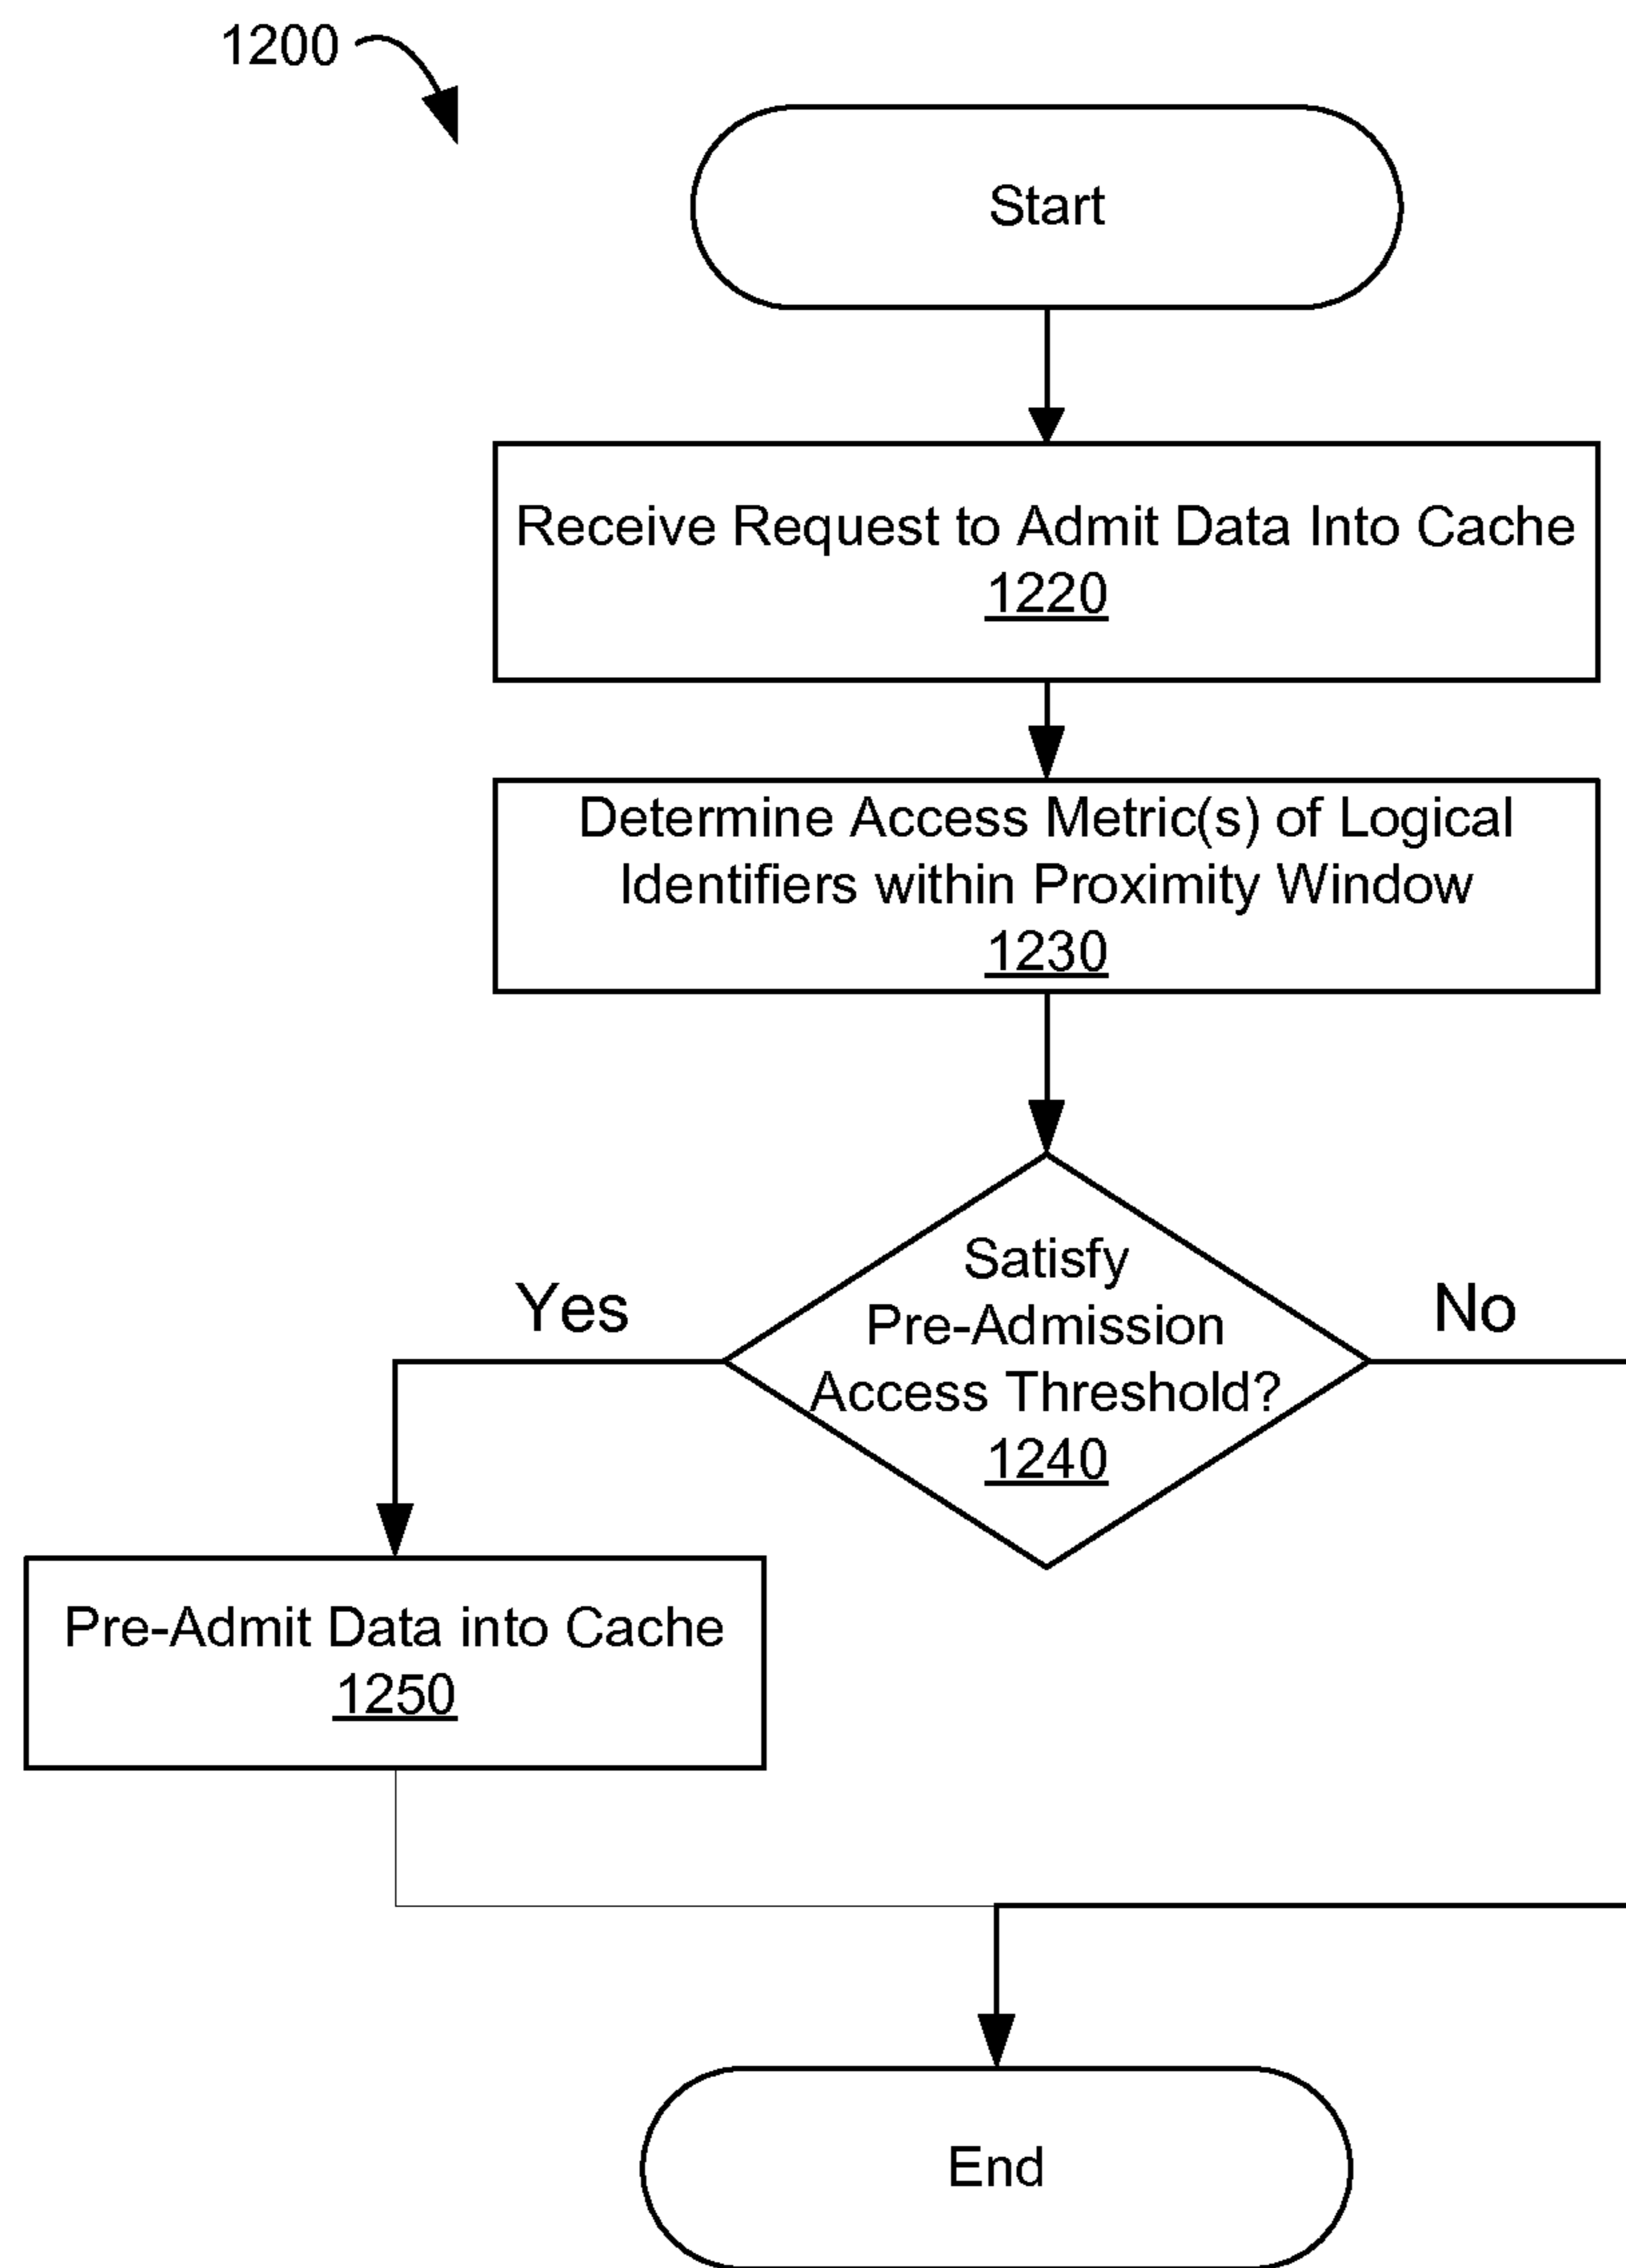 1200
Start
Receive Request to Admit Data Into Cache
1220
Determine Access Metric(s) of Logical
Identifiers within Proximity Window
1230
Satisfy
Pre-Admission
Access Threshold?
1240
Yes
No
Pre-Admit Data into Cache
1250
End